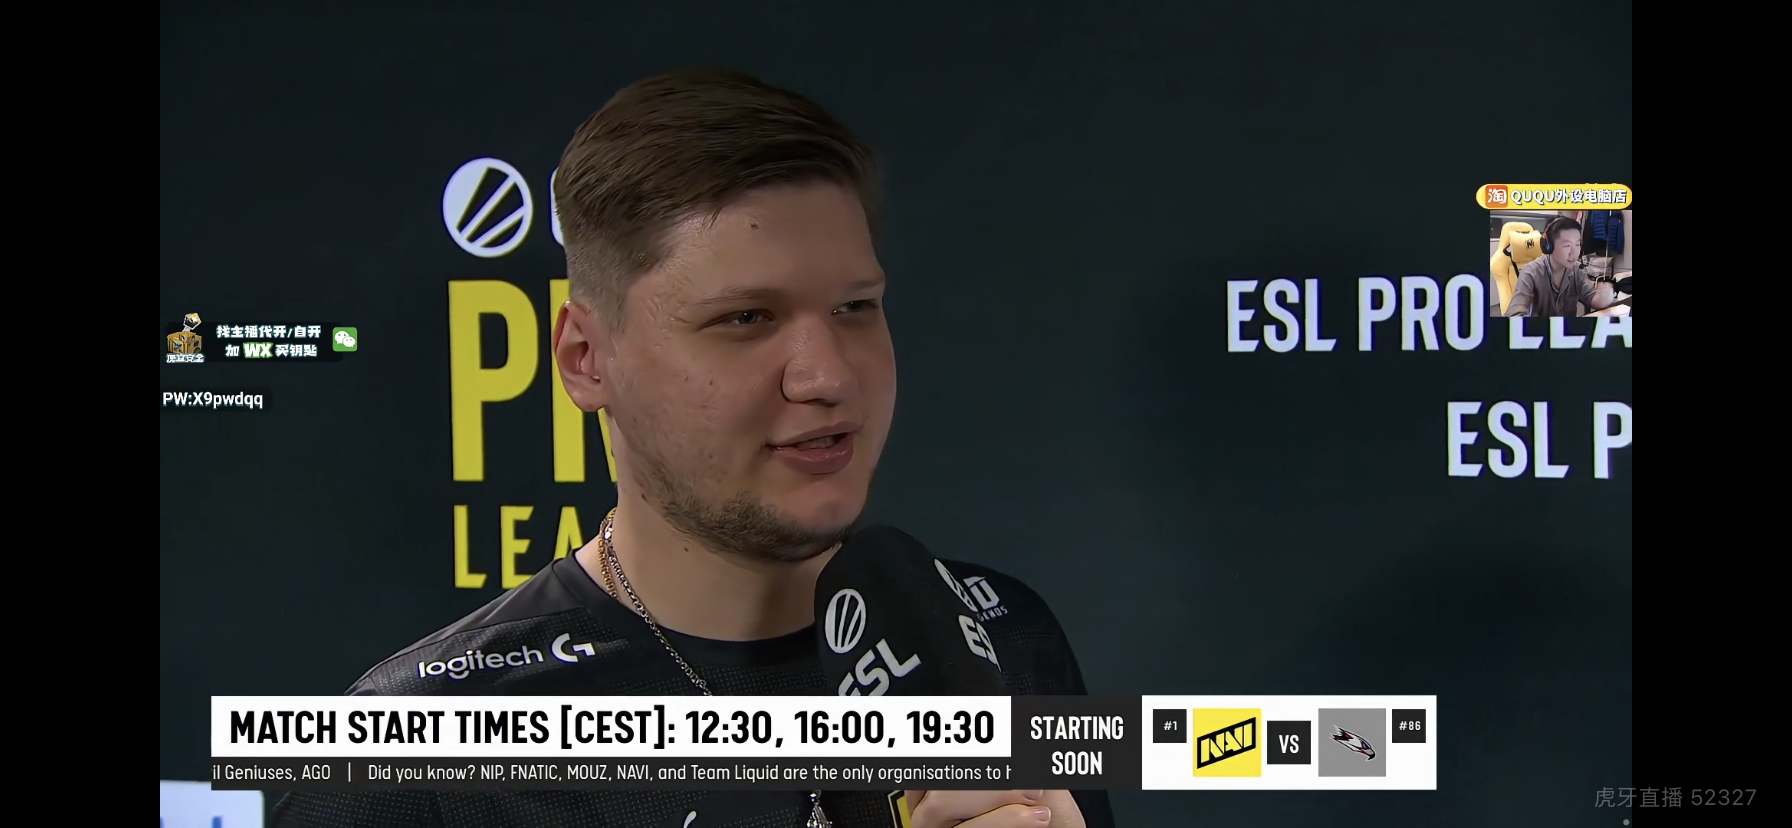 淘 QUQU外设电脑店
ESL PRO LEA
ESL P
PR
LEA
找主播代开/自开
加 WX 买钥匙
PW:X9pwdqq
logitech G
ESL
MATCH START TIMES [CEST]: 12:30, 16:00, 19:30
STARTING
SOON
#1
NAVI
VS
#86
il Geniuses, AGO | Did you know? NIP, FNATIC, MOUZ, NAVI, and Team Liquid are the only organisations to h
虎牙直播 52327